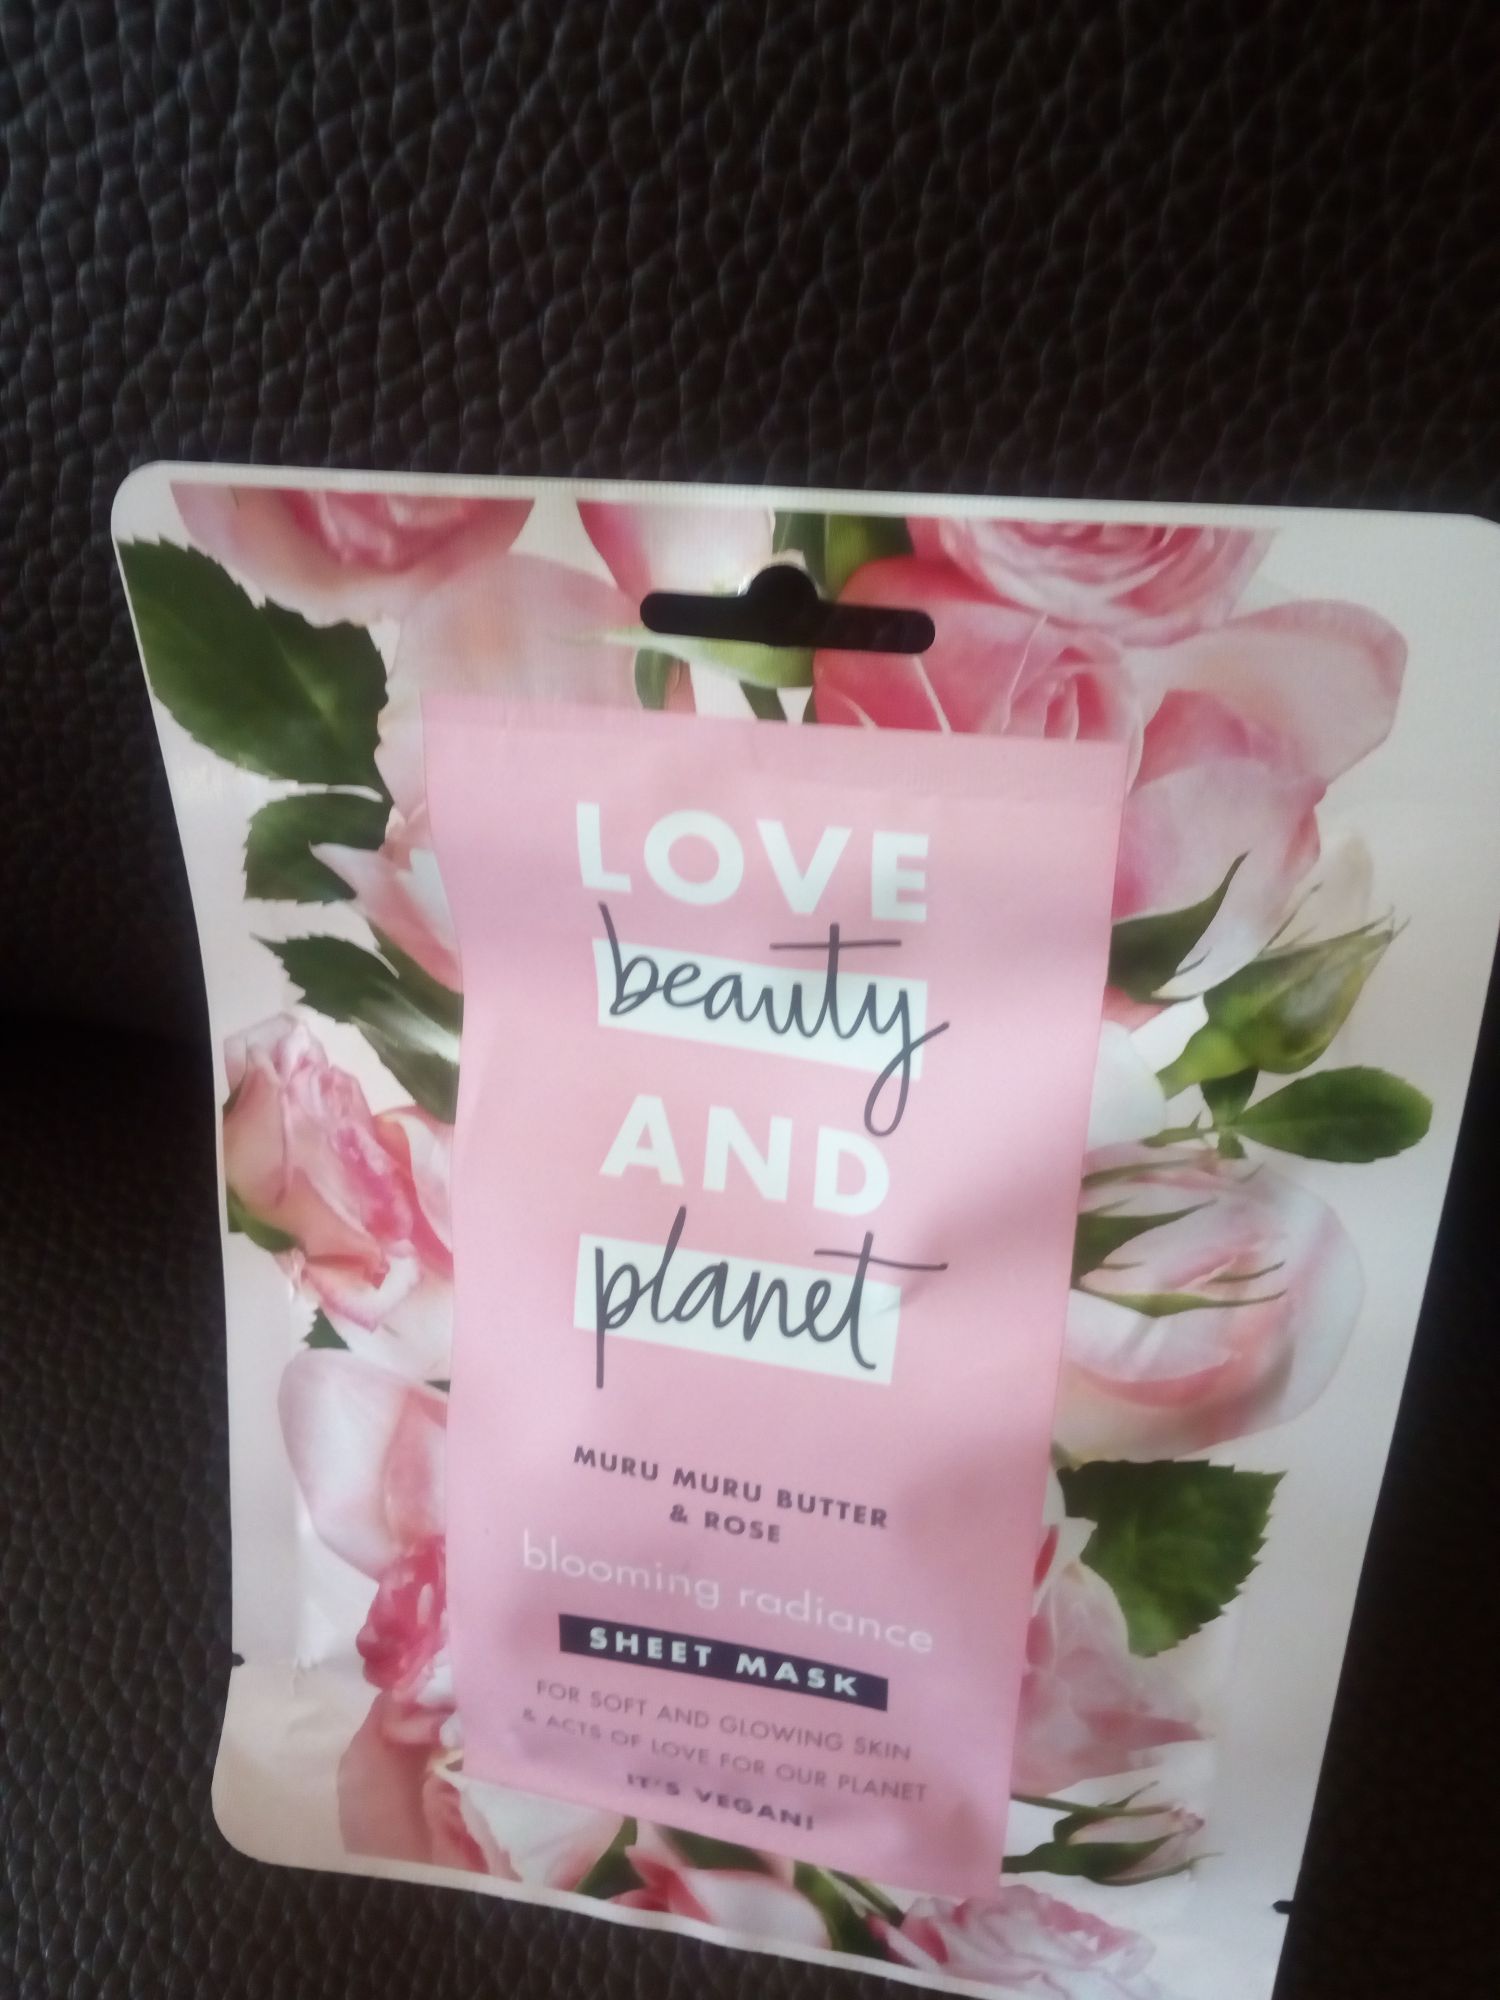 LOVE
beauty
AND
planet
MURU MURU BUTTER
& ROSE
blooming radiance
SHEET MASK
FOR SOFT AND GLOWING SKIN
& ACTS OF LOVE FOR OUR PLANET
IT'S VEGAN!